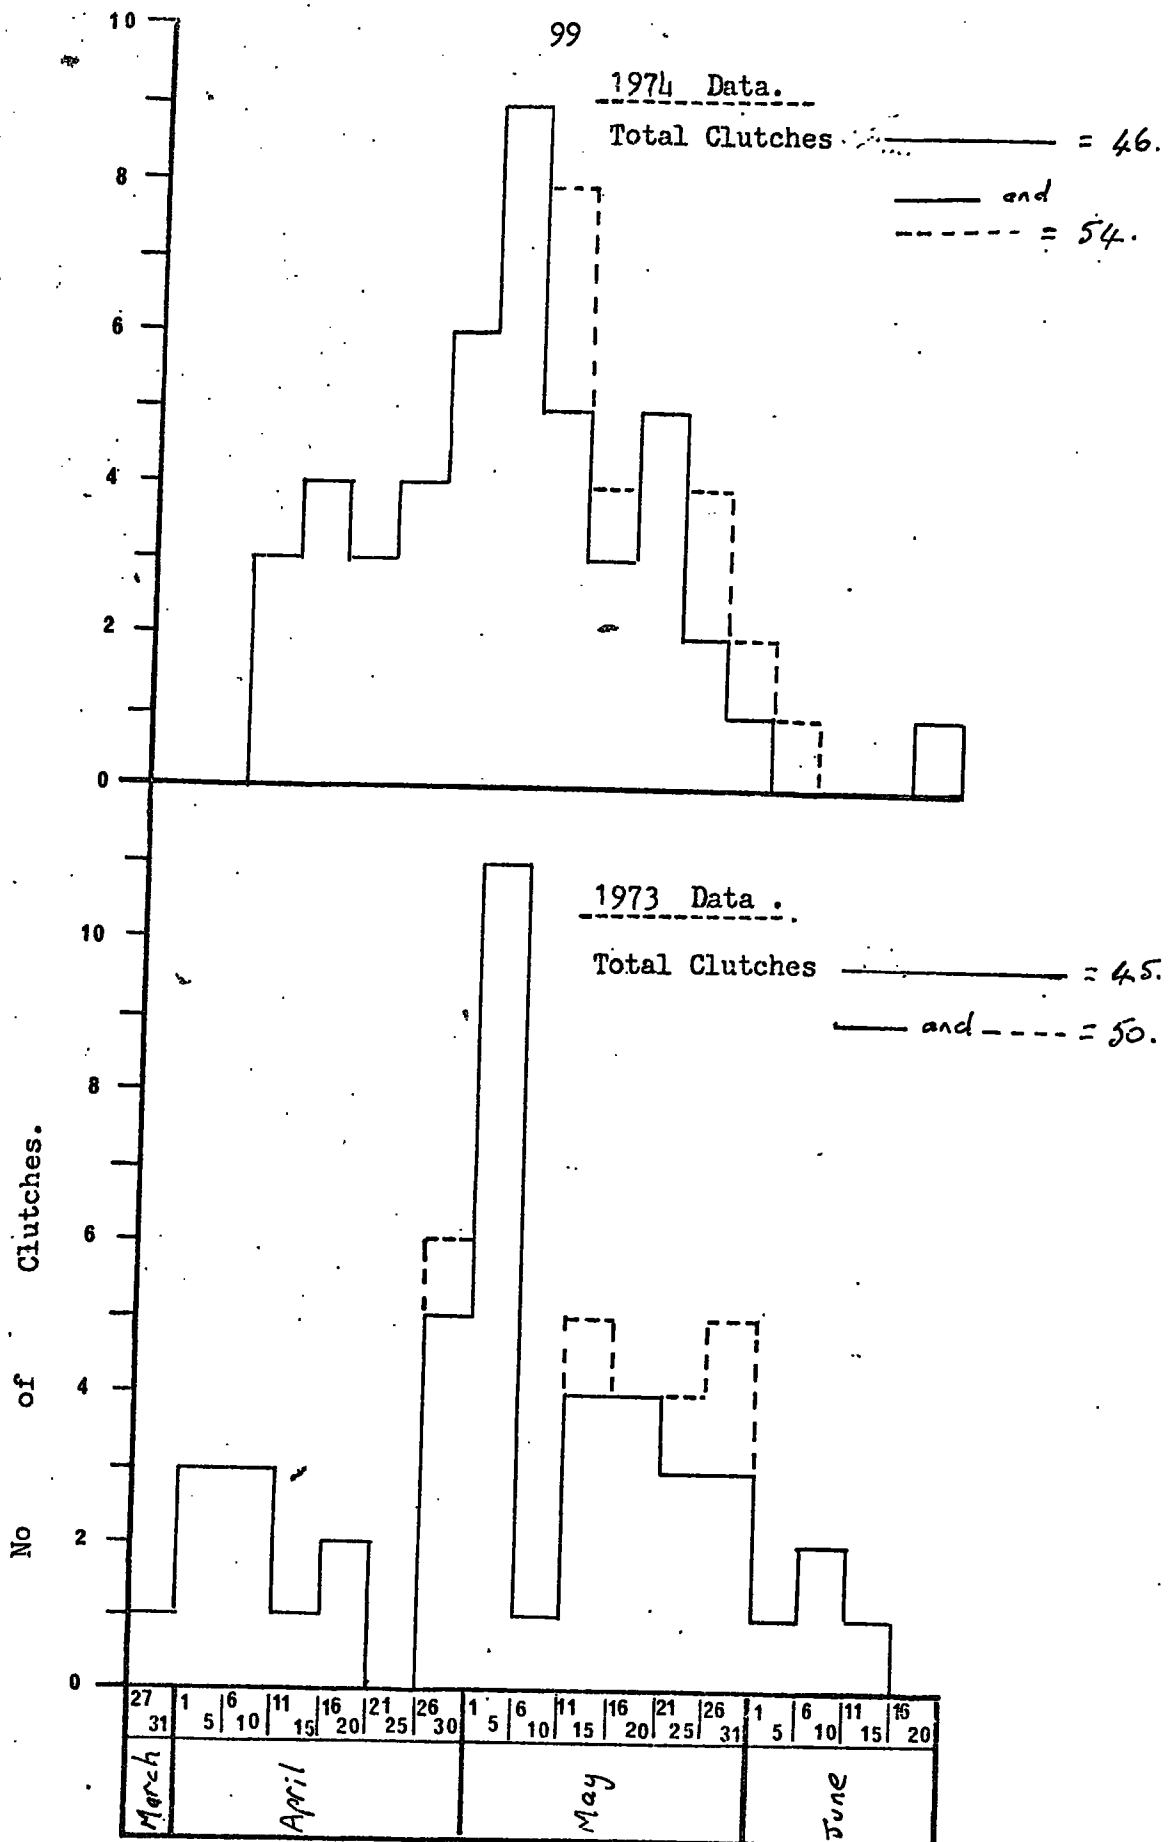 99
1974 Data.
Total Clutches = 46.
and
= 54.
10
8
6
4
2
0
1973 Data.
Total Clutches = 45.
and = 50.
10
8
6
4
2
0
No of Clutches.
27 1 6 11 16 21 26 1 6 11 16 21 26 1 6 11 16
31 5 10 15 20 25 30 5 10 15 20 25 31 5 10 15 20
March April May June